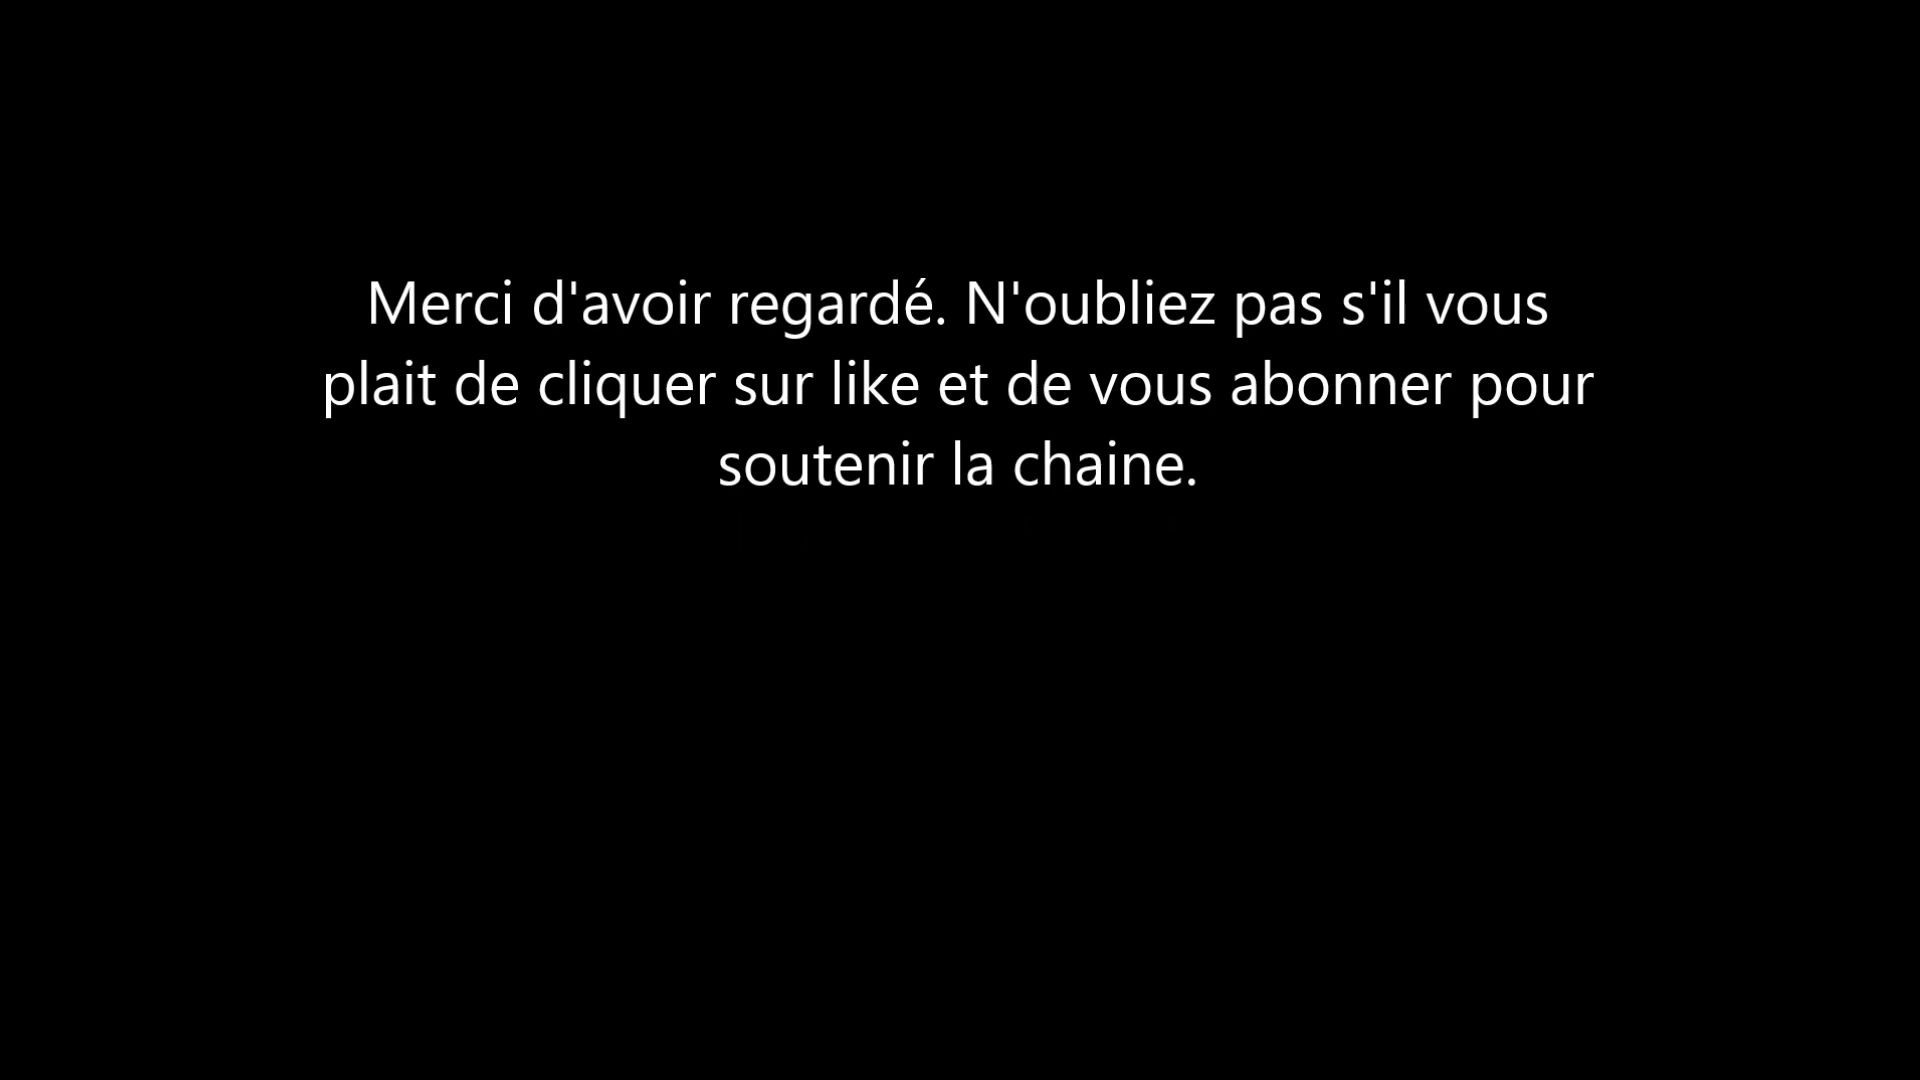 Merci d'avoir regardé. N'oubliez pas s'il vous
plait de cliquer sur like et de vous abonner pour
soutenir la chaine.